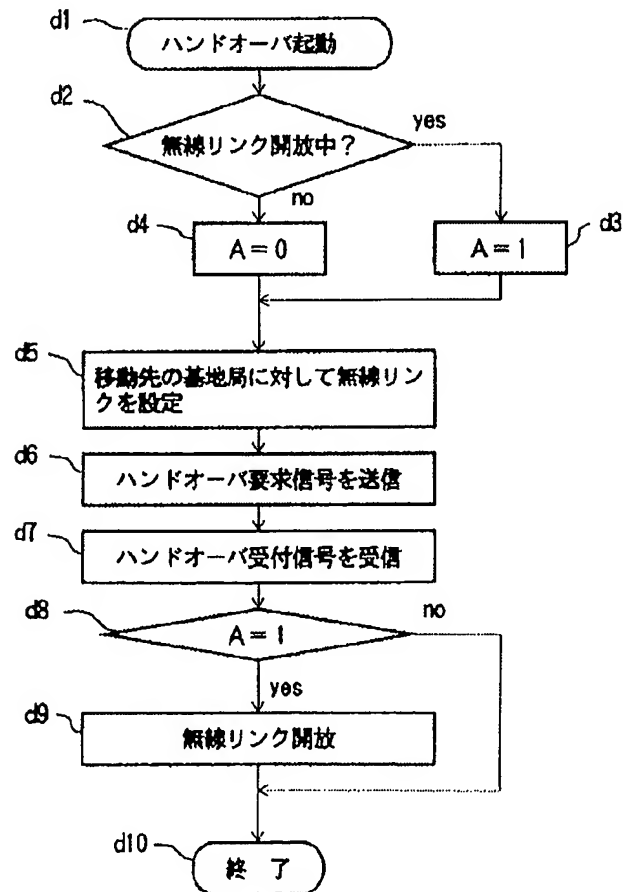 d1
ハンドオーバ起動
d2
無線リンク開放中？
yes
no
d4
A＝0
d3
A＝1
d5
移動先の基地局に対して無線リン
クを設定
d6
ハンドオーバ要求信号を送信
d7
ハンドオーバ受付信号を受信
d8
A＝1
no
yes
d9
無線リンク開放
d10
終 了